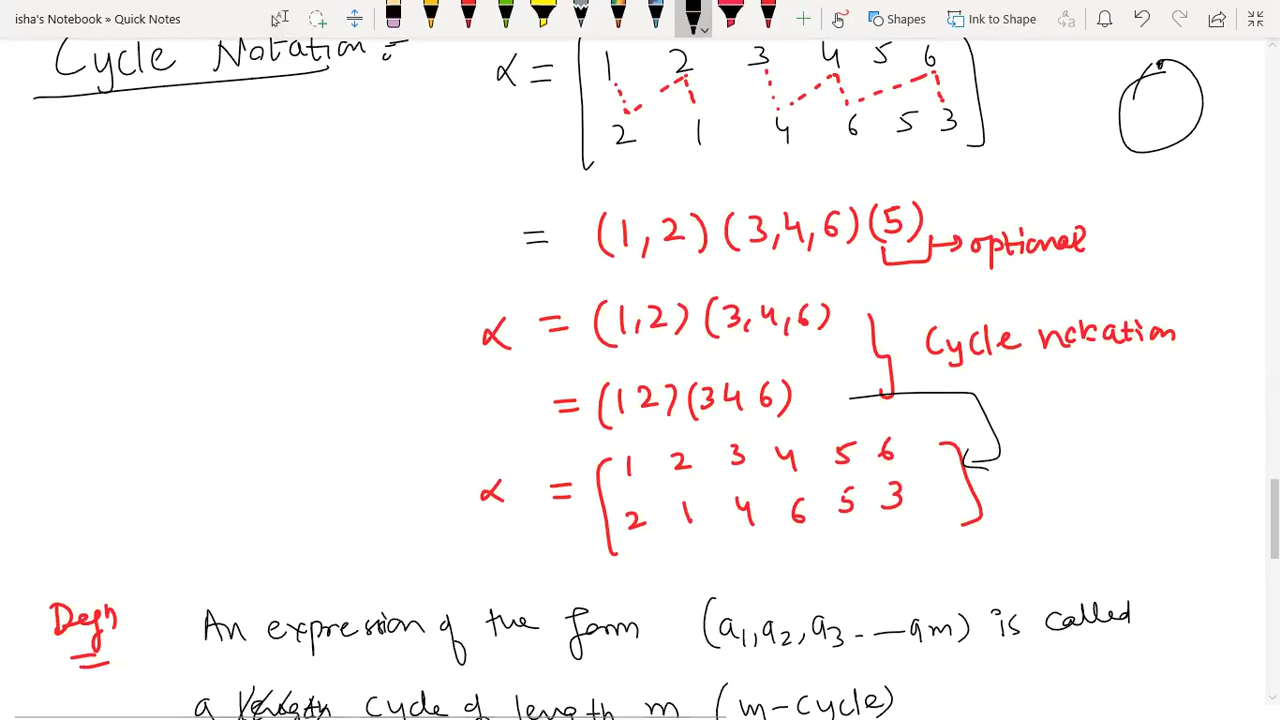 isha's Notebook » Quick Notes
Shapes
Ink to Shape
Cycle Notation :-
α = [ 1 2 3 4 5 6
2 1 4 6 5 3 ]
= (1,2)(3,4,6)(5) → optional
α = (1,2)(3,4,6)
Cycle notation
= (1 2)(3 4 6)
α = [ 1 2 3 4 5 6
2 1 4 6 5 3 ]
Defn An expression of the form (a1, a2, a3 - - — am) is called
a cycle of length m (m-cycle)